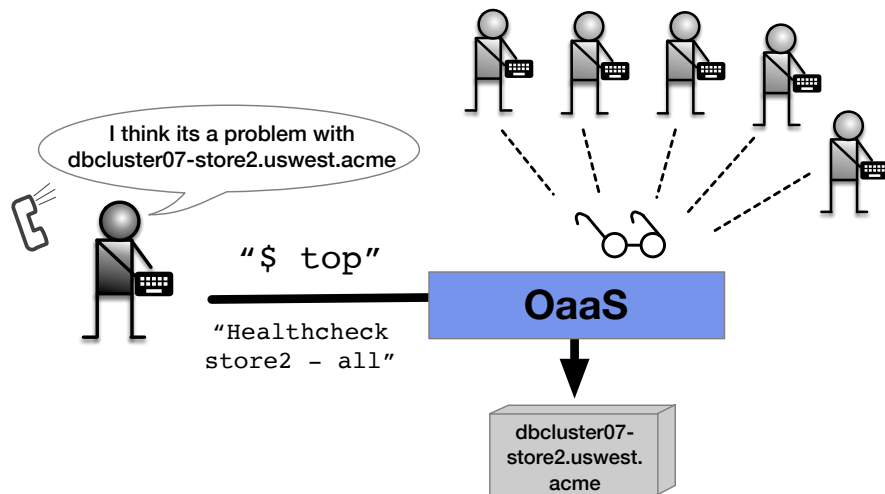 I think its a problem with
dbcluster07-store2.uswest.acme
“$ top”
“Healthcheck
store2 – all”
OaaS
dbcluster07-
store2.uswest.
acme